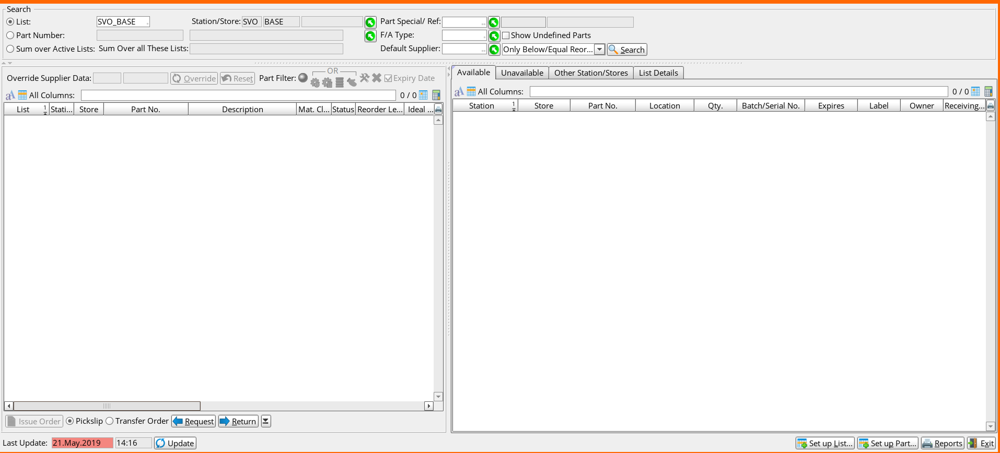 Search
List: SVO_BASE Station/Store: SVO BASE Part Special/ Ref:
Part Number: F/A Type: Show Undefined Parts
Sum over Active Lists: Sum Over all These Lists: Default Supplier: Only Below/Equal Reor... Search
Override Supplier Data: Override Reset Part Filter: OR Expiry Date
All Columns: 0 / 0
List 1 Stati... Store Part No. Description Mat. Cl... Status Reorder Le... Ideal ...
Issue Order Pickslip Transfer Order Request Return
Available Unavailable Other Station/Stores List Details
All Columns: 0 / 0
Station 1 Store Part No. Location Qty. Batch/Serial No. Expires Label Owner Receiving...
Last Update: 21.May.2019 14:16 Update Set up List... Set up Part... Reports Exit